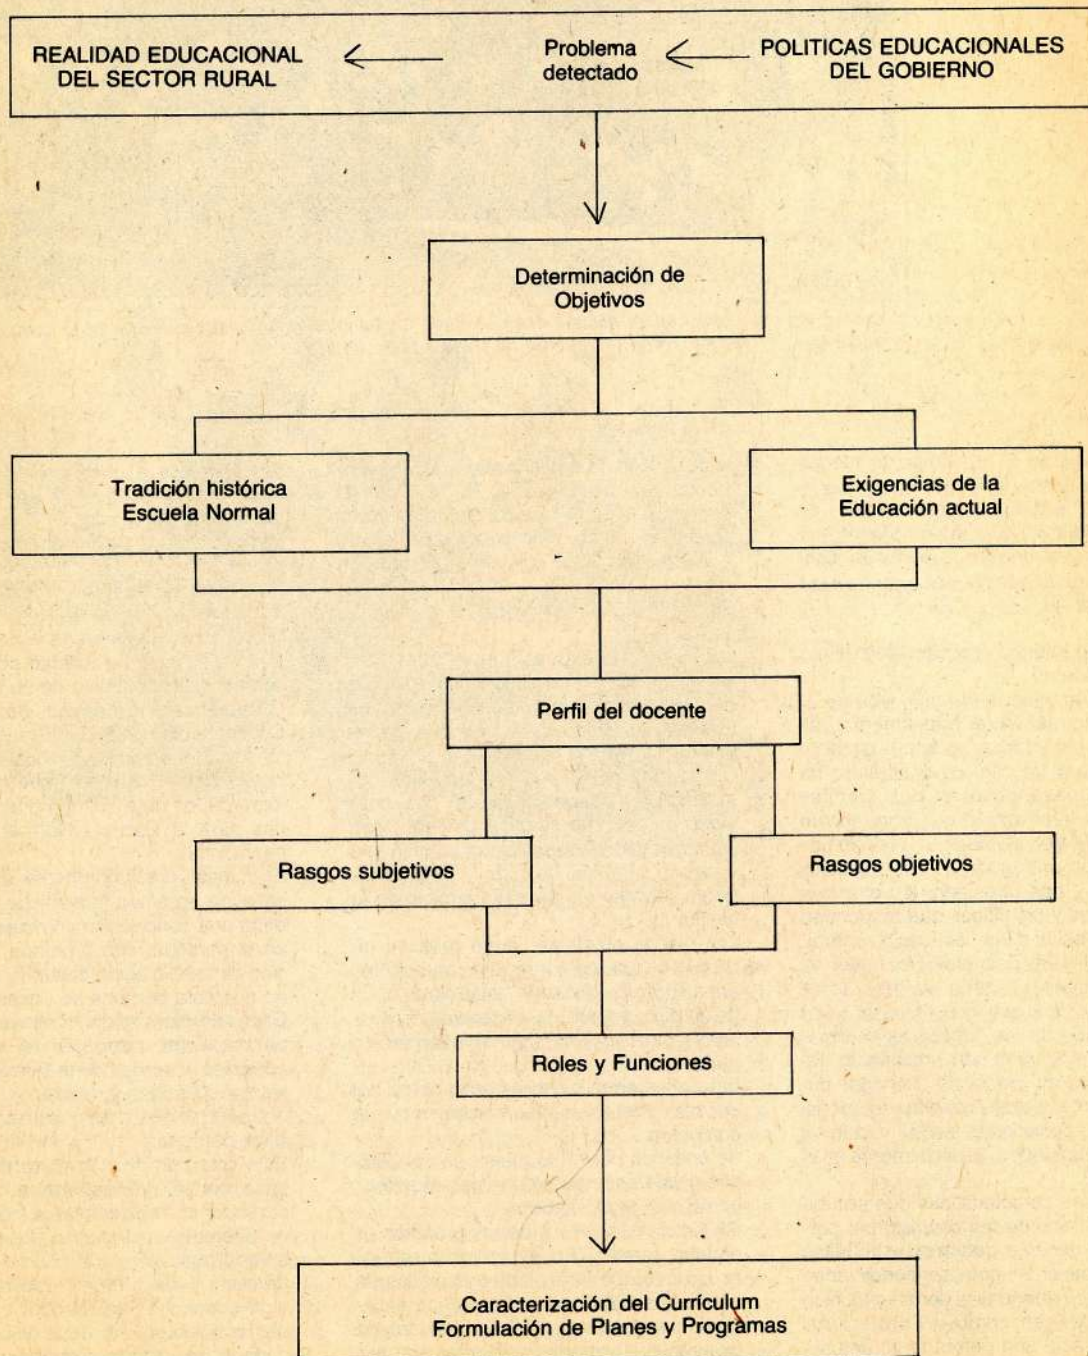 REALIDAD EDUCACIONAL
DEL SECTOR RURAL
Problema
detectado
POLITICAS EDUCACIONALES
DEL GOBIERNO
Determinación de
Objetivos
Tradición histórica
Escuela Normal
Exigencias de la
Educación actual
Perfil del docente
Rasgos subjetivos
Rasgos objetivos
Roles y Funciones
Caracterización del Currículum
Formulación de Planes y Programas